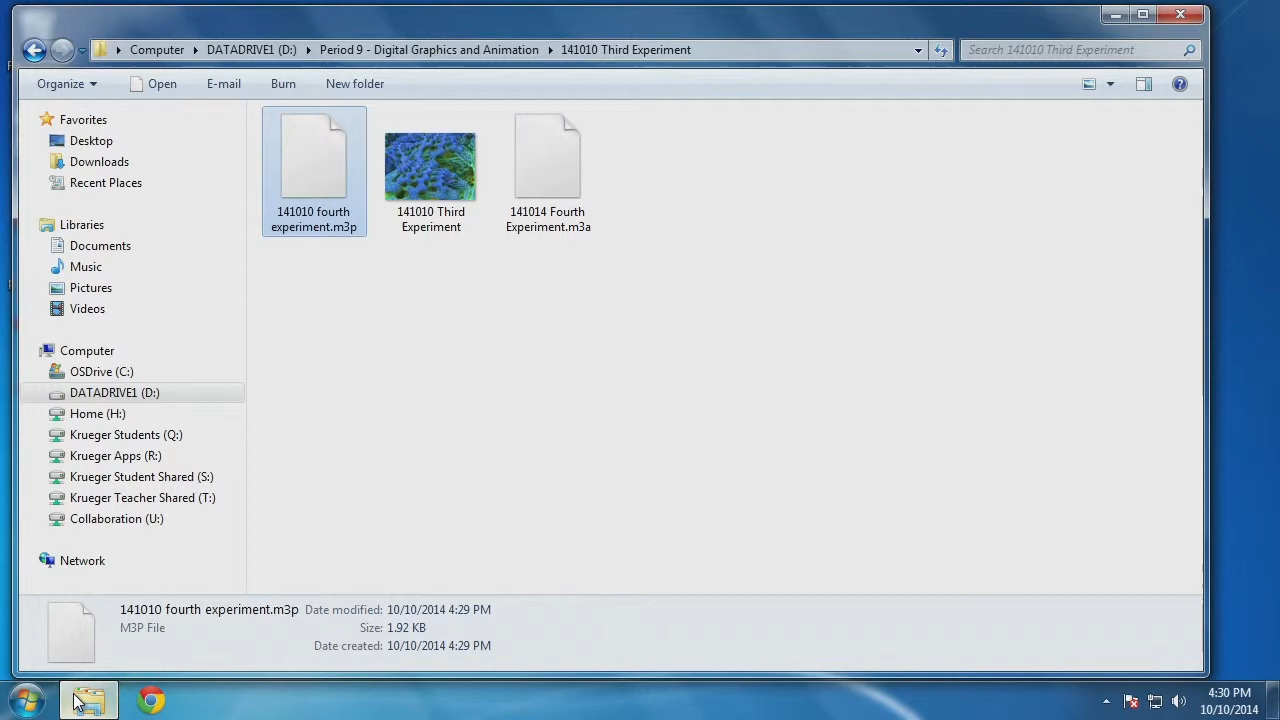 Computer
DATADRIVE1 (D:)
Period 9 - Digital Graphics and Animation
141010 Third Experiment
Search 141010 Third Experiment
Organize
Open
E-mail
Burn
New folder
Favorites
Desktop
Downloads
Recent Places
Libraries
Documents
Music
Pictures
Videos
Computer
OSDrive (C:)
DATADRIVE1 (D:)
Home (H:)
Krueger Students (Q:)
Krueger Apps (R:)
Krueger Student Shared (S:)
Krueger Teacher Shared (T:)
Collaboration (U:)
Network
141010 fourth
experiment.m3p
141010 Third
Experiment
141014 Fourth
Experiment.m3a
141010 fourth experiment.m3p
M3P File
Date modified: 10/10/2014 4:29 PM
Size: 1.92 KB
Date created: 10/10/2014 4:29 PM
4:30 PM
10/10/2014